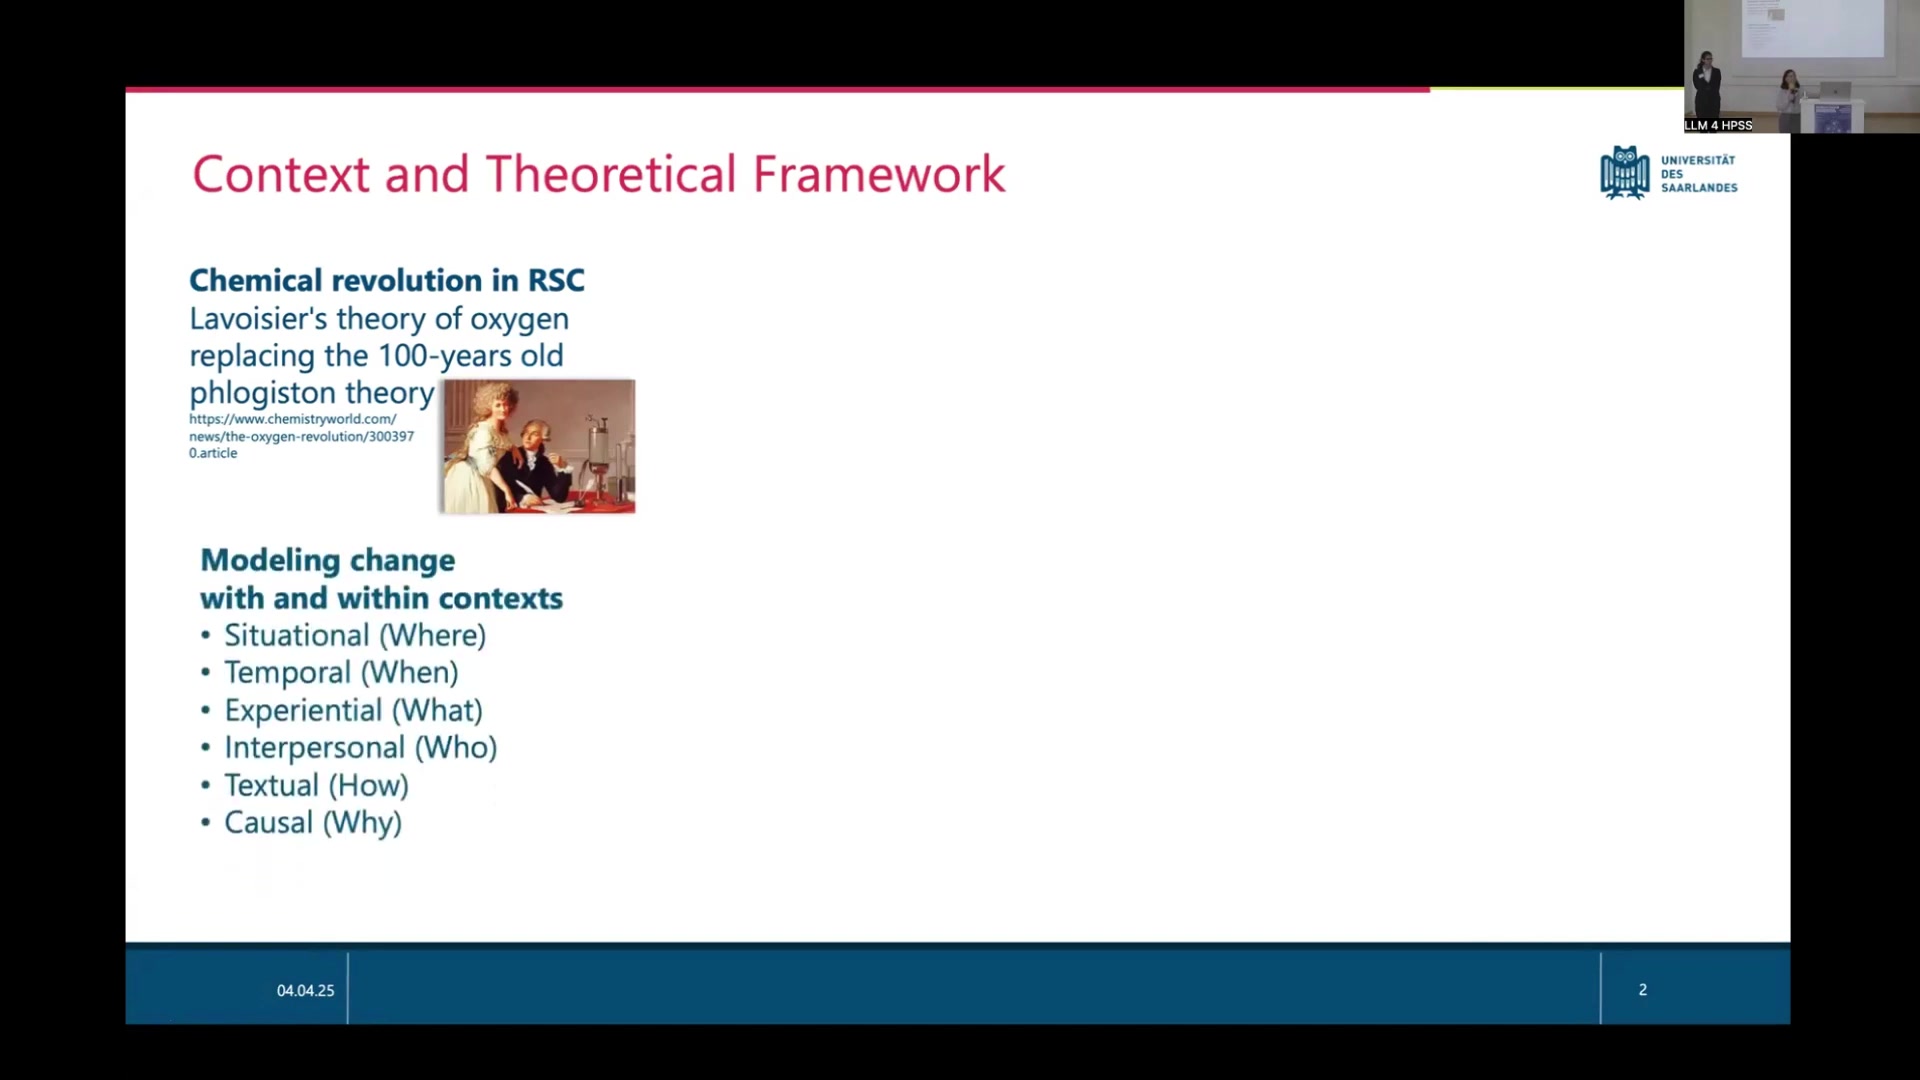 LLM 4 HPSS
Context and Theoretical Framework
UNIVERSITÄT
DES
SAARLANDES
Chemical revolution in RSC
Lavoisier's theory of oxygen
replacing the 100-years old
phlogiston theory
https://www.chemistryworld.com/
news/the-oxygen-revolution/300397
0.article
Modeling change
with and within contexts
• Situational (Where)
• Temporal (When)
• Experiential (What)
• Interpersonal (Who)
• Textual (How)
• Causal (Why)
04.04.25
2